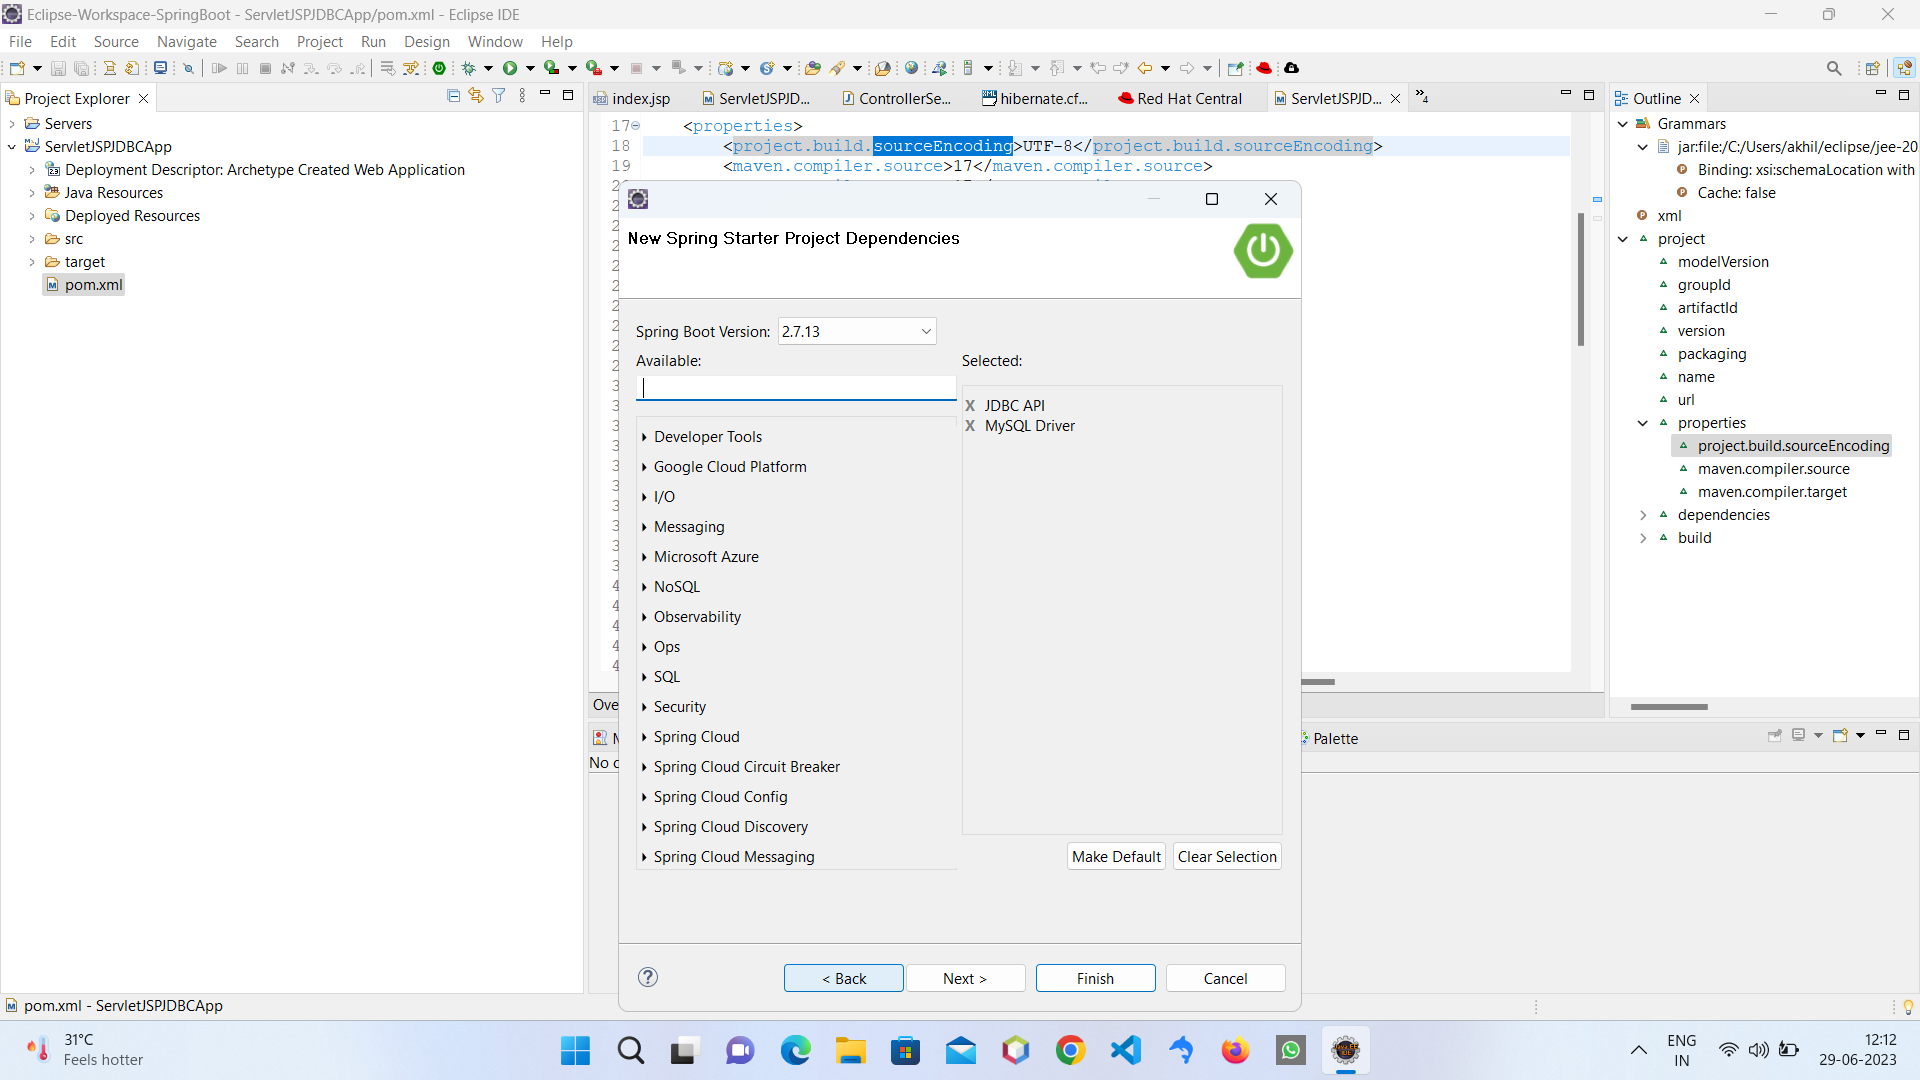 Eclipse-Workspace-SpringBoot - ServletJSPJDBCApp/pom.xml - Eclipse IDE
File Edit Source Navigate Search Project Run Design Window Help
Project Explorer
index.jsp ServletJSPJD... ControllerSe... hibernate.cf... Red Hat Central ServletJSPJD... 4
Outline
Servers
ServletJSPJDBCApp
Deployment Descriptor: Archetype Created Web Application
Java Resources
Deployed Resources
src
target
pom.xml
17 <properties>
18 <project.build.sourceEncoding>UTF-8</project.build.sourceEncoding>
19 <maven.compiler.source>17</maven.compiler.source>
New Spring Starter Project Dependencies
Spring Boot Version: 2.7.13
Available:
Developer Tools
Google Cloud Platform
I/O
Messaging
Microsoft Azure
NoSQL
Observability
Ops
SQL
Security
Spring Cloud
Spring Cloud Circuit Breaker
Spring Cloud Config
Spring Cloud Discovery
Spring Cloud Messaging
Selected:
X JDBC API
X MySQL Driver
Make Default Clear Selection
< Back Next > Finish Cancel
Ove
No c
Palette
Grammars
jar:file:/C:/Users/akhil/eclipse/jee-20
Binding: xsi:schemaLocation with
Cache: false
xml
project
modelVersion
groupId
artifactId
version
packaging
name
url
properties
project.build.sourceEncoding
maven.compiler.source
maven.compiler.target
dependencies
build
pom.xml - ServletJSPJDBCApp
31°C
Feels hotter
ENG
IN
12:12
29-06-2023